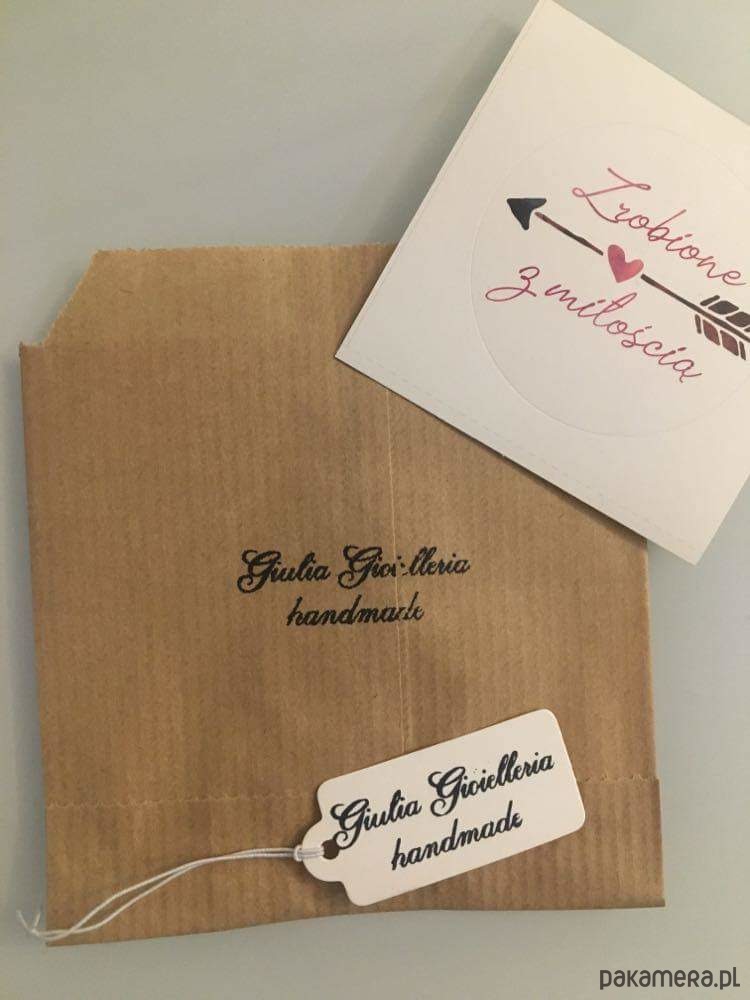 Zrobione
z miłością
Giulia Gioielleria
handmade
Giulia Gioielleria
handmade
pakamera.pl